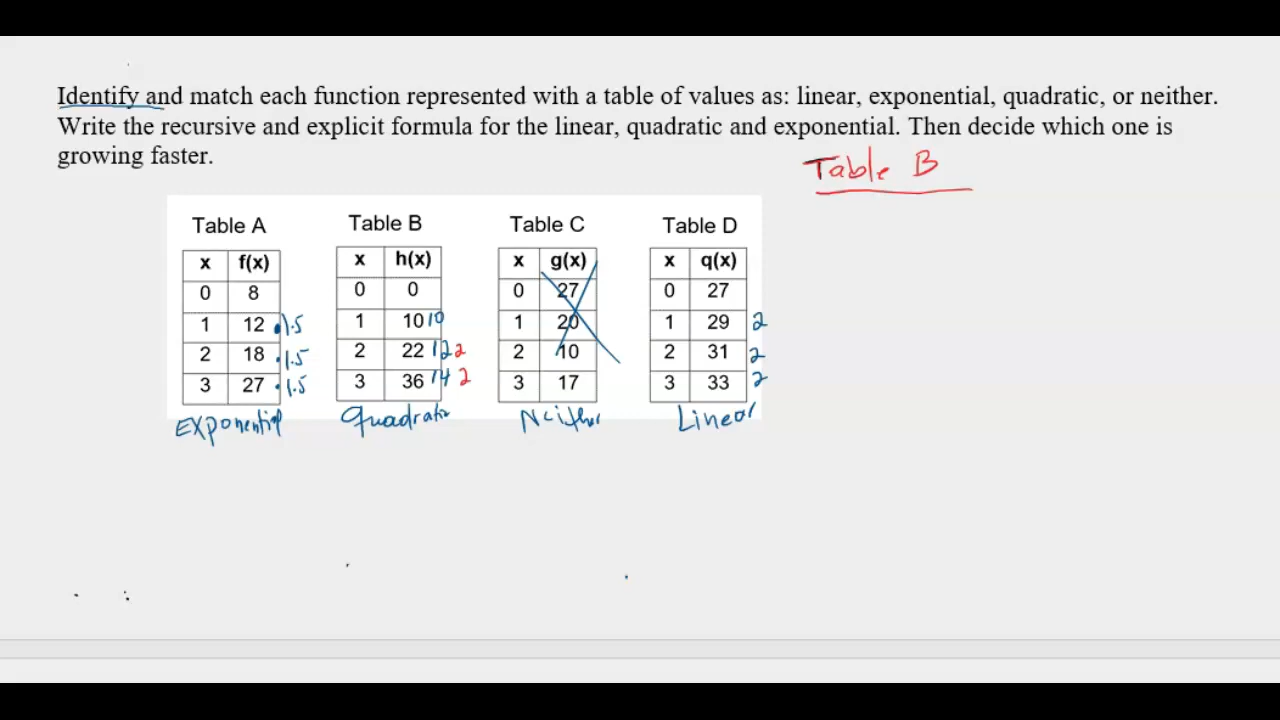 Identify and match each function represented with a table of values as: linear, exponential, quadratic, or neither.
Write the recursive and explicit formula for the linear, quadratic and exponential. Then decide which one is
growing faster.
Table B
Table A Table B Table C Table D
x f(x) x h(x) x g(x) x q(x)
0 8 0 0 0 27 0 27
1 12 •1.5 1 10 10 1 20 1 29 2
2 18 •1.5 2 22 12 2 2 10 2 31 2
3 27 •1.5 3 36 14 2 3 17 3 33 2
Exponential Quadratic Neither Linear